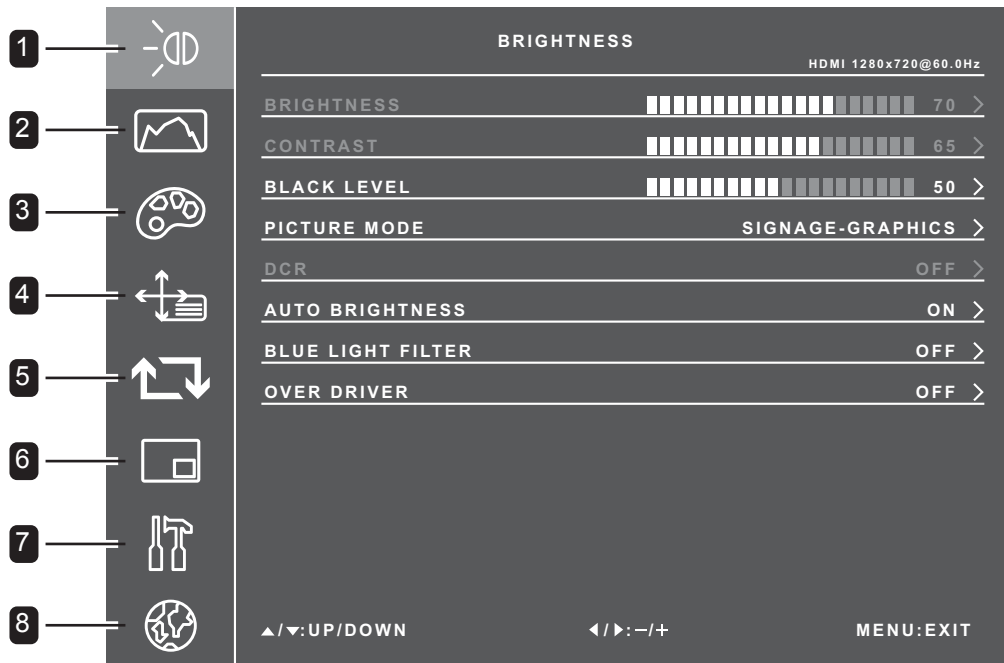 BRIGHTNESS
HDMI 1280x720@60.0Hz
1
BRIGHTNESS 70
2
CONTRAST 65
BLACK LEVEL 50
3
PICTURE MODE SIGNAGE-GRAPHICS
DCR OFF
4
AUTO BRIGHTNESS ON
BLUE LIGHT FILTER OFF
5
OVER DRIVER OFF
6
7
8
▲/▼:UP/DOWN ◀/▶:−/+ MENU:EXIT